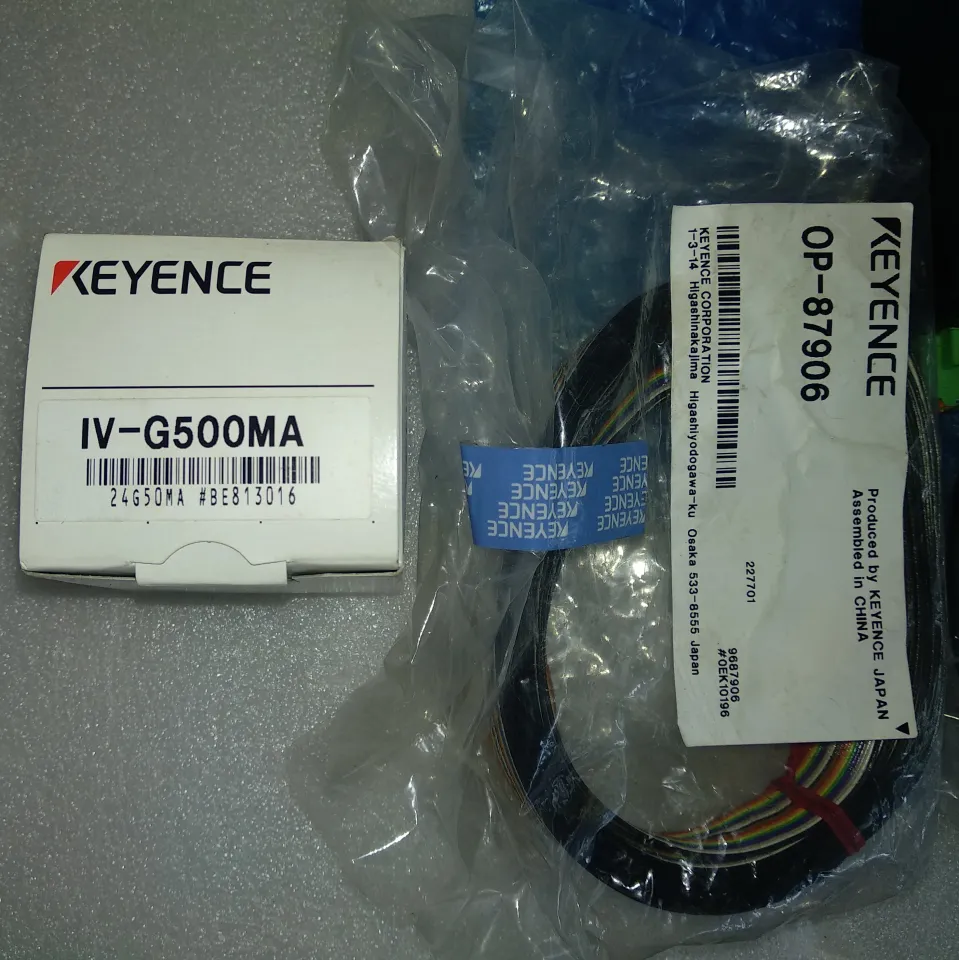 KEYENCE
IV-G500MA
24G50MA #BE813016
KEYENCE
OP-87906
Produced by KEYENCE JAPAN
Assembled in CHINA
227701
9687906
#0EK10196
KEYENCE CORPORATION
1-3-14 Higashinakajima Higashiyodogawa-ku Osaka 533-8555 Japan
KEYENCE
KEYENCE
KEYENCE
KEYENCE
KEYENCE
KEYENCE